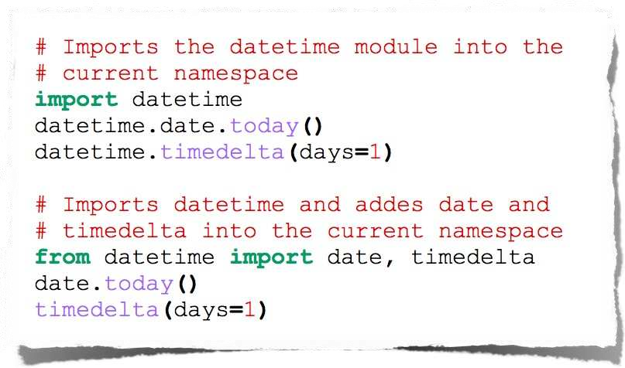 # Imports the datetime module into the
# current namespace
import datetime
datetime.date.today()
datetime.timedelta(days=1)
# Imports datetime and addes date and
# timedelta into the current namespace
from datetime import date, timedelta
date.today()
timedelta(days=1)